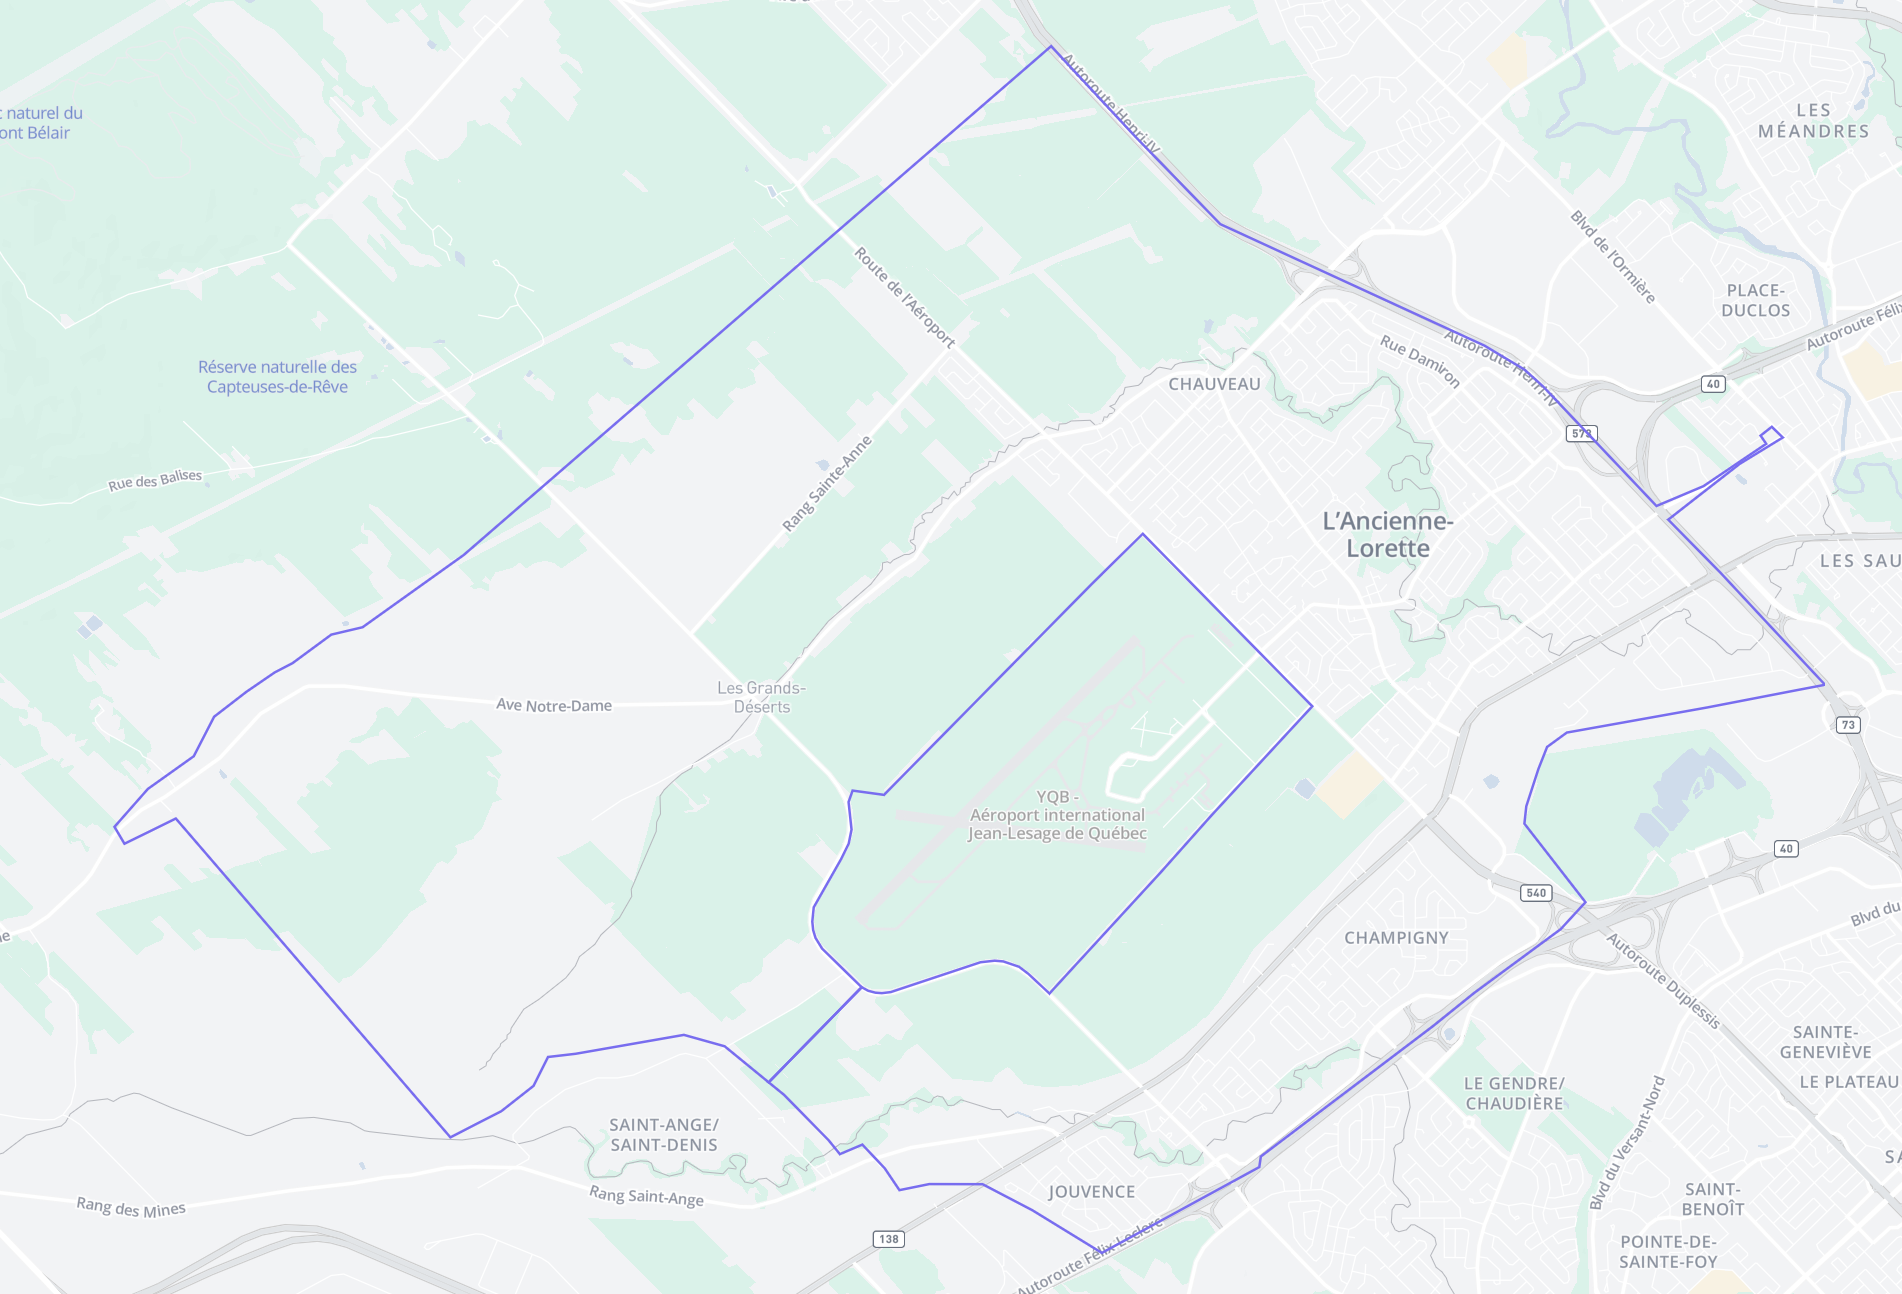 naturel du
ont Bélair
Autoroute Henri-IV
LES
MÉANDRES
Blvd de l'Ormière
PLACE-
DUCLOS
Route de l'Aéroport
Autoroute Félix
Réserve naturelle des
Capteuses-de-Rêve
Rue Damiron
Autoroute Henri-IV
CHAUVEAU
40
573
Rang Sainte-Anne
Rue des Balises
L'Ancienne-
Lorette
LES SAU
Les Grands-
Déserts
Ave Notre-Dame
73
YQB -
Aéroport international
Jean-Lesage de Québec
40
540
Blvd du
CHAMPIGNY
Autoroute Duplessis
SAINTE-
GENEVIÈVE
LE PLATEAU
LE GENDRE/
CHAUDIÈRE
SAINT-ANGE/
SAINT-DENIS
Blvd du Versant-Nord
SA
JOUVENCE
Rang Saint-Ange
Rang des Mines
SAINT-
BENOÎT
138
Autoroute Félix-Leclerc
POINTE-DE-
SAINTE-FOY